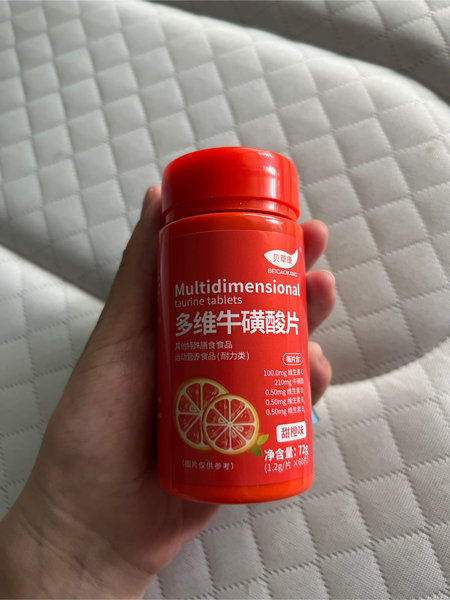 贝草康
BEICAOKANG
Multidimensional
taurine tablets
多维牛磺酸片
其他特殊膳食食品
运动营养食品(耐力类)
每片含:
100.0mg 维生素 C
210mg 牛磺酸
0.50mg 维生素 B
0.50mg 维生素 B
0.50mg 维生素 B
甜橙味
净含量: 72g
(1.2g/片 ×60片)
(图片仅供参考)